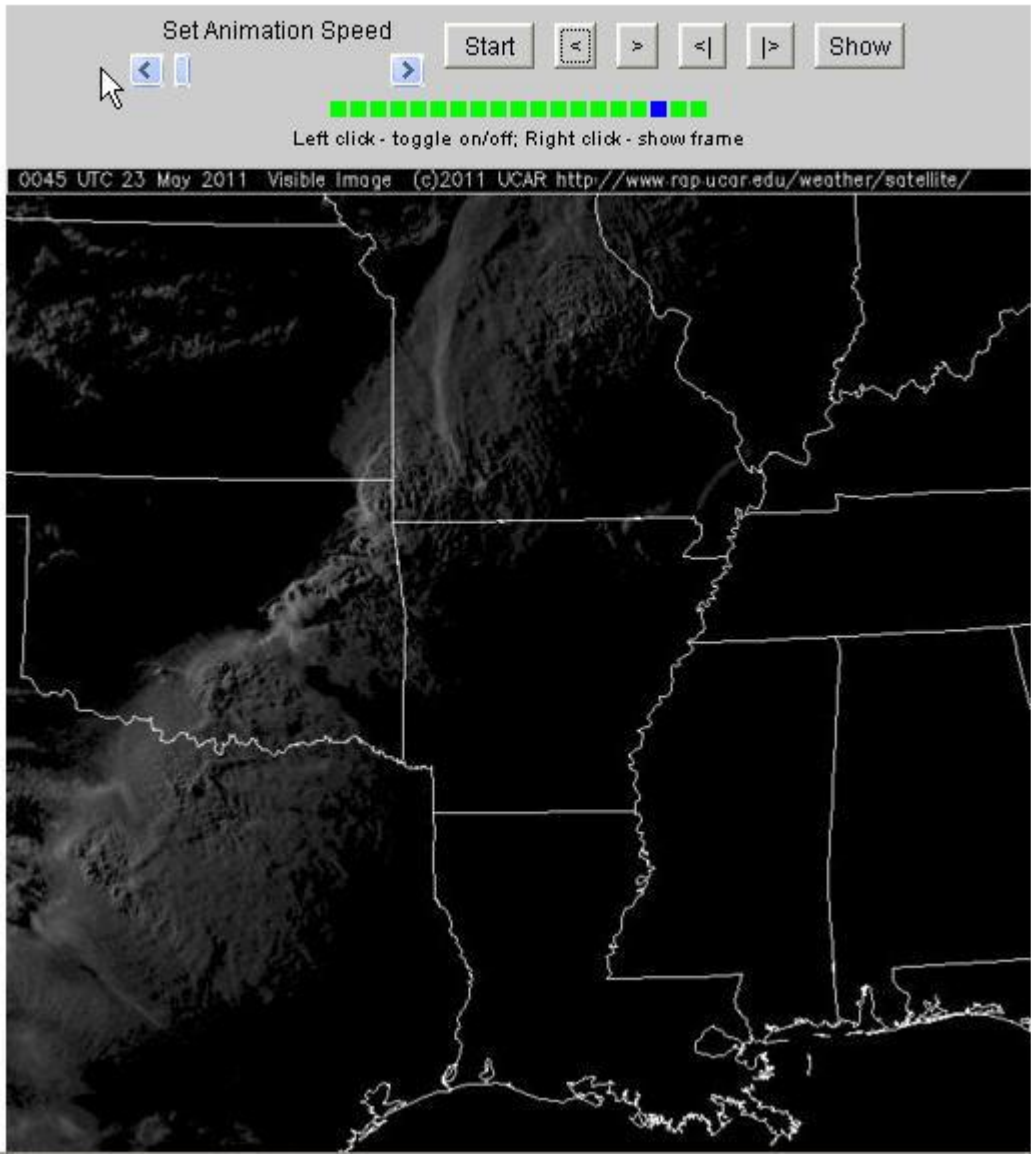 Set Animation Speed
< > Start < > <| |> Show
Left click - toggle on/off; Right click - show frame
0045 UTC 23 May 2011 Visible Image (c)2011 UCAR http://www.rap.ucar.edu/weather/satellite/